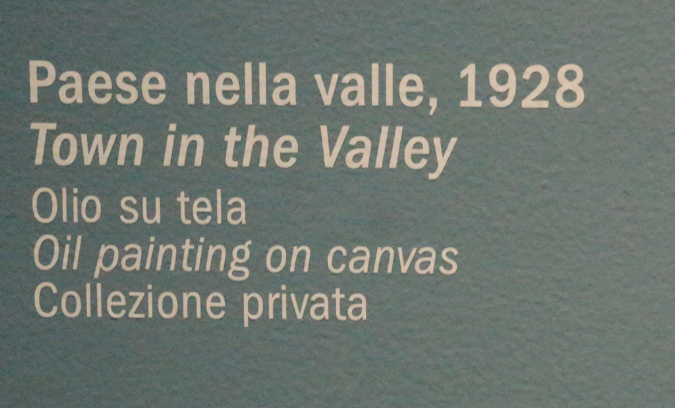 Paese nella valle, 1928
Town in the Valley
Olio su tela
Oil painting on canvas
Collezione privata